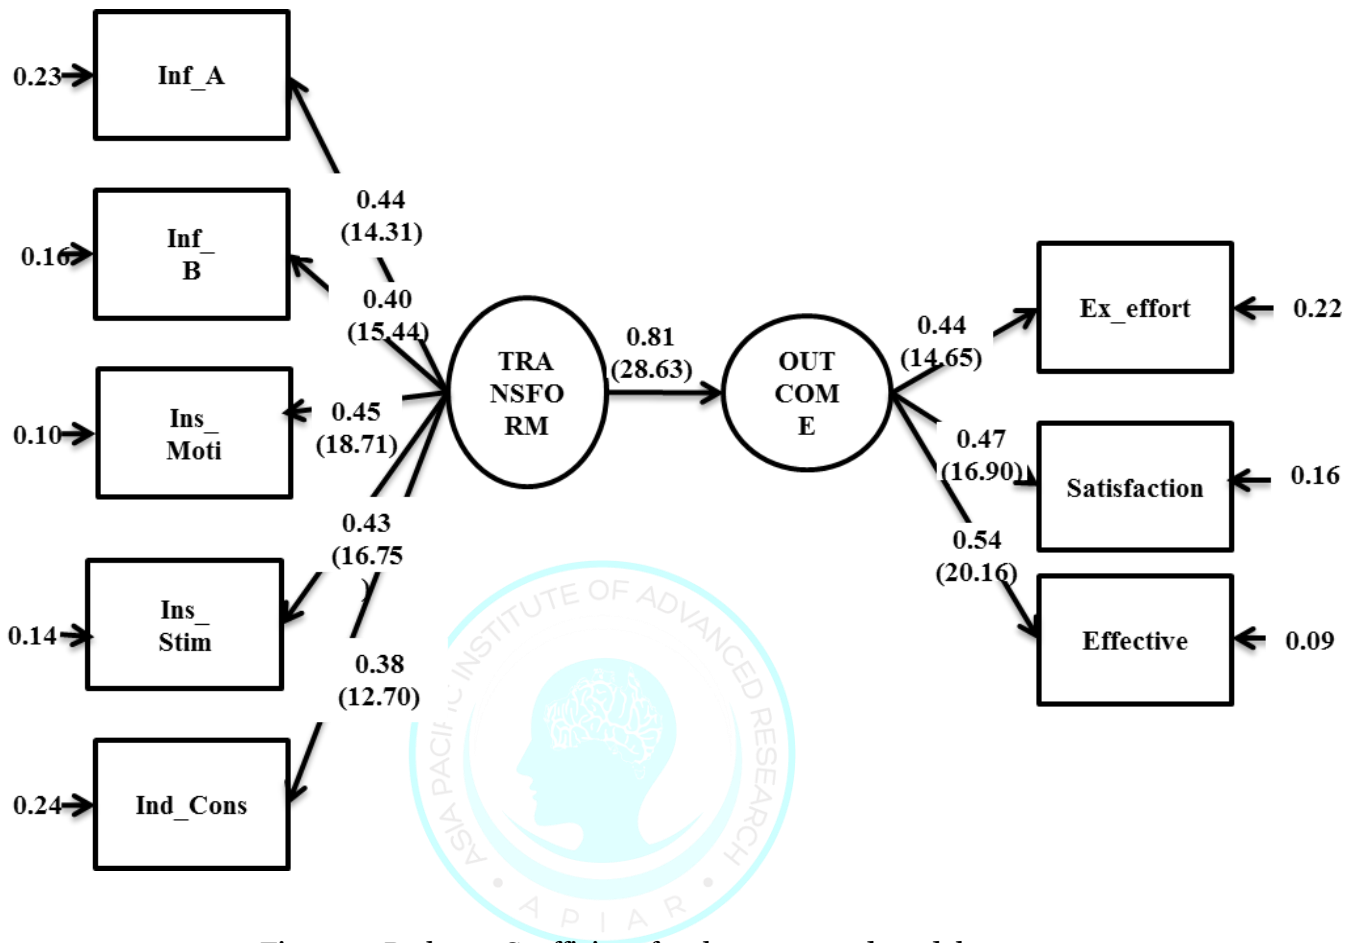 0.23
Inf_A
0.44
(14.31)
0.16
Inf_
B
0.40
(15.44)
0.10
Ins_
Moti
0.45
(18.71)
0.14
Ins_
Stim
0.43
(16.75
)
0.24
Ind_Cons
0.38
(12.70)
TRA
NSFO
RM
0.81
(28.63)
OUT
COM
E
0.44
(14.65)
Ex_effort
0.22
0.47
(16.90)
Satisfaction
0.16
0.54
(20.16)
Effective
0.09
ASIA PACIFIC INSTITUTE OF ADVANCED RESEARCH
• APIAR •